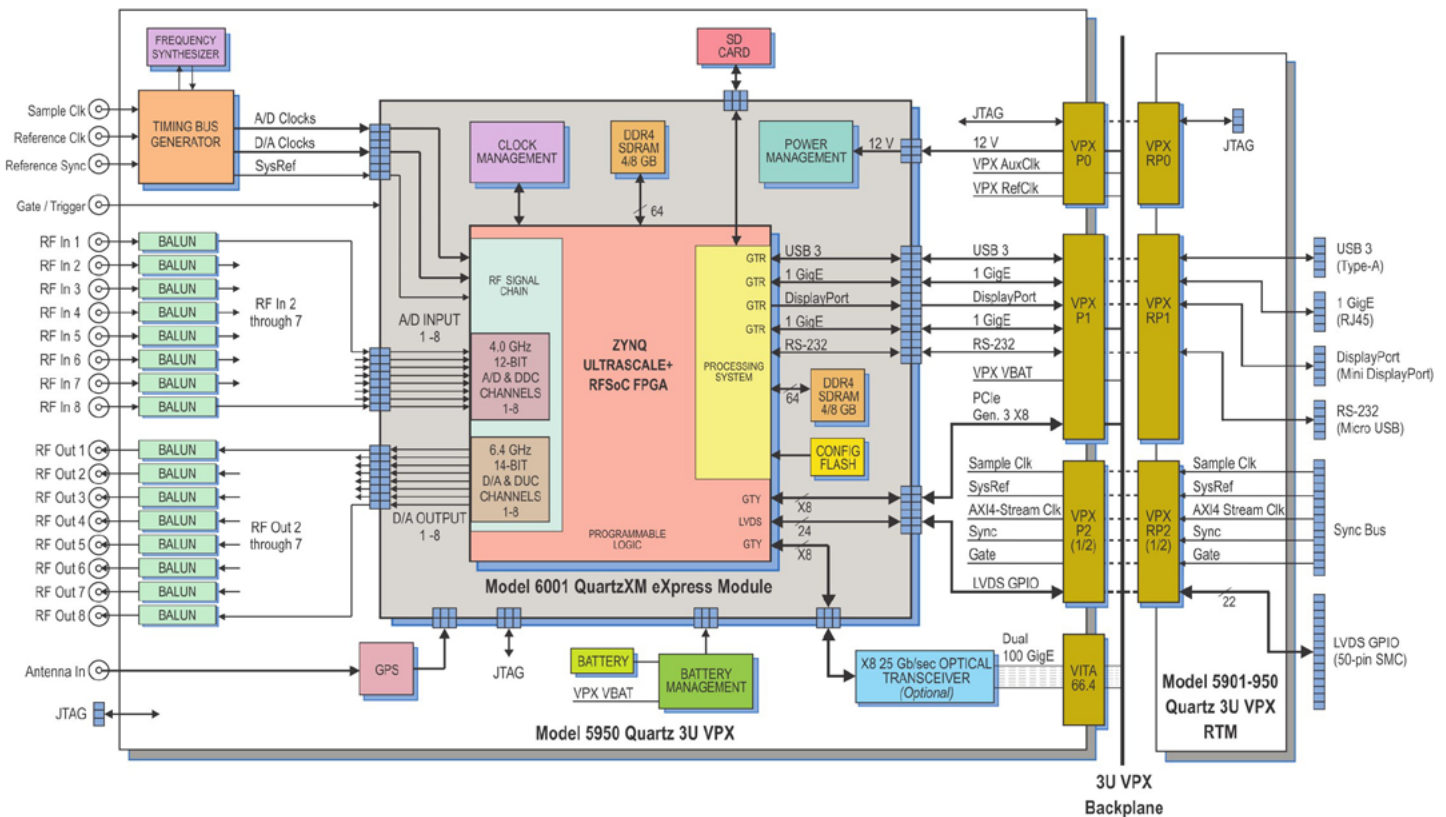 FREQUENCY
SYNTHESIZER
SD
CARD
Sample Clk
Reference Clk
Reference Sync
Gate / Trigger
TIMING BUS
GENERATOR
A/D Clocks
D/A Clocks
SysRef
CLOCK
MANAGEMENT
DDR4
SDRAM
4/8 GB
64
POWER
MANAGEMENT
12 V
JTAG
12 V
VPX AuxClk
VPX RefClk
VPX
P0
VPX
RP0
JTAG
RF In 1
RF In 2
RF In 3
RF In 4
RF In 5
RF In 6
RF In 7
RF In 8
BALUN
BALUN
BALUN
BALUN
BALUN
BALUN
BALUN
BALUN
RF In 2
through 7
A/D INPUT
1 -8
RF SIGNAL
CHAIN
4.0 GHz
12-BIT
A/D & DDC
CHANNELS
1-8
ZYNQ
ULTRASCALE+
RFSoC FPGA
GTR
GTR
GTR
GTR
PROCESSING
SYSTEM
USB 3
1 GigE
DisplayPort
1 GigE
RS-232
64
DDR4
SDRAM
4/8 GB
CONFIG
FLASH
USB 3
1 GigE
DisplayPort
1 GigE
RS-232
VPX VBAT
PCIe
Gen. 3 X8
VPX
P1
VPX
RP1
USB 3
(Type-A)
1 GigE
(RJ45)
DisplayPort
(Mini DisplayPort)
RS-232
(Micro USB)
RF Out 1
RF Out 2
RF Out 3
RF Out 4
RF Out 5
RF Out 6
RF Out 7
RF Out 8
BALUN
BALUN
BALUN
BALUN
BALUN
BALUN
BALUN
BALUN
RF Out 2
through 7
D/A OUTPUT
1 -8
6.4 GHz
14-BIT
D/A & DUC
CHANNELS
1-8
PROGRAMMABLE
LOGIC
GTY
LVDS
GTY
X8
24
X8
Model 6001 QuartzXM eXpress Module
Sample Clk
SysRef
AXI4-Stream Clk
Sync
Gate
LVDS GPIO
VPX
P2
(1/2)
VPX
RP2
(1/2)
Sample Clk
SysRef
AXI4 Stream Clk
Sync
Gate
22
Sync Bus
LVDS GPIO
(50-pin SMC)
Antenna In
GPS
JTAG
JTAG
BATTERY
VPX VBAT
BATTERY
MANAGEMENT
X8 25 Gb/sec OPTICAL
TRANSCEIVER
(Optional)
Dual
100 GigE
VITA
66.4
Model 5950 Quartz 3U VPX
Model 5901-950
Quartz 3U VPX
RTM
3U VPX
Backplane